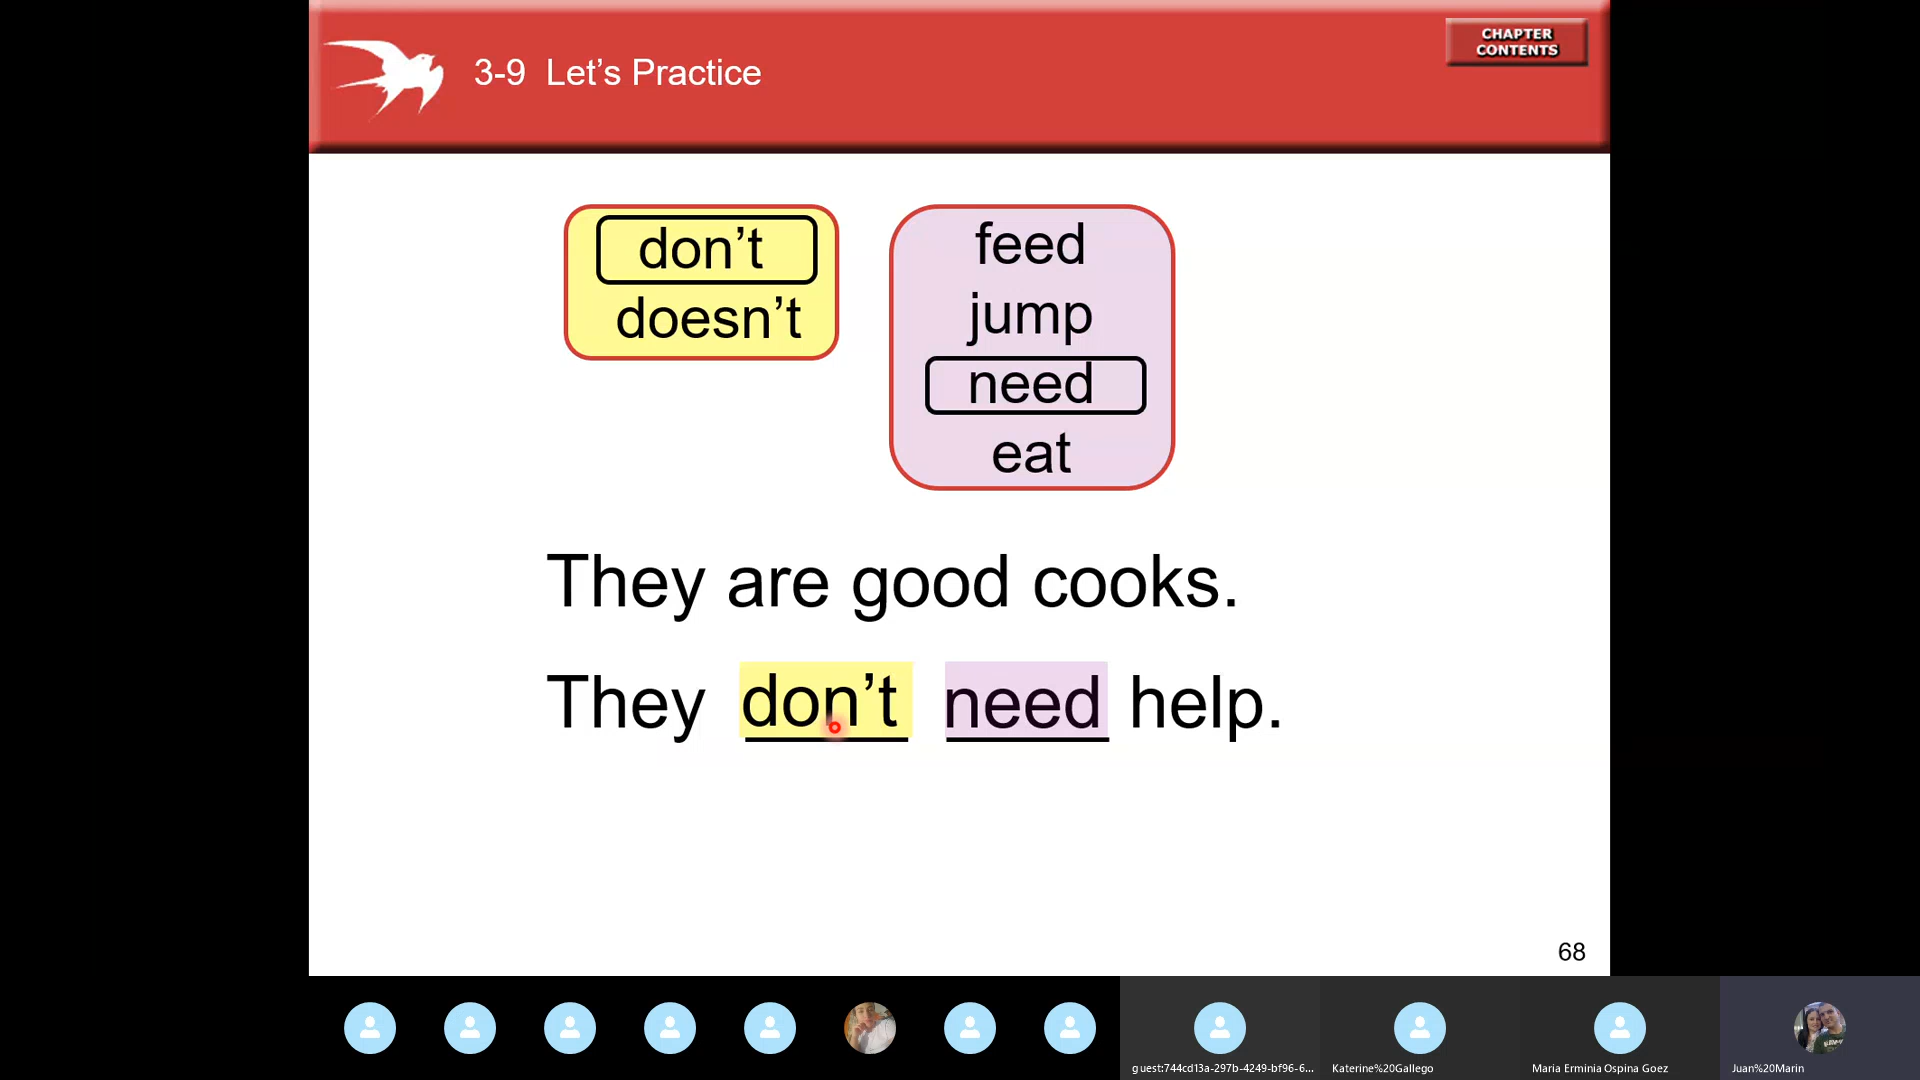 3-9 Let’s Practice
CHAPTER
CONTENTS
don’t
doesn’t
feed
jump
need
eat
They are good cooks.
They don’t need help.
68
guest:744cd13a-297b-4249-bf96-6...
Katerine%20Gallego
Maria Erminia Ospina Goez
Juan%20Marin